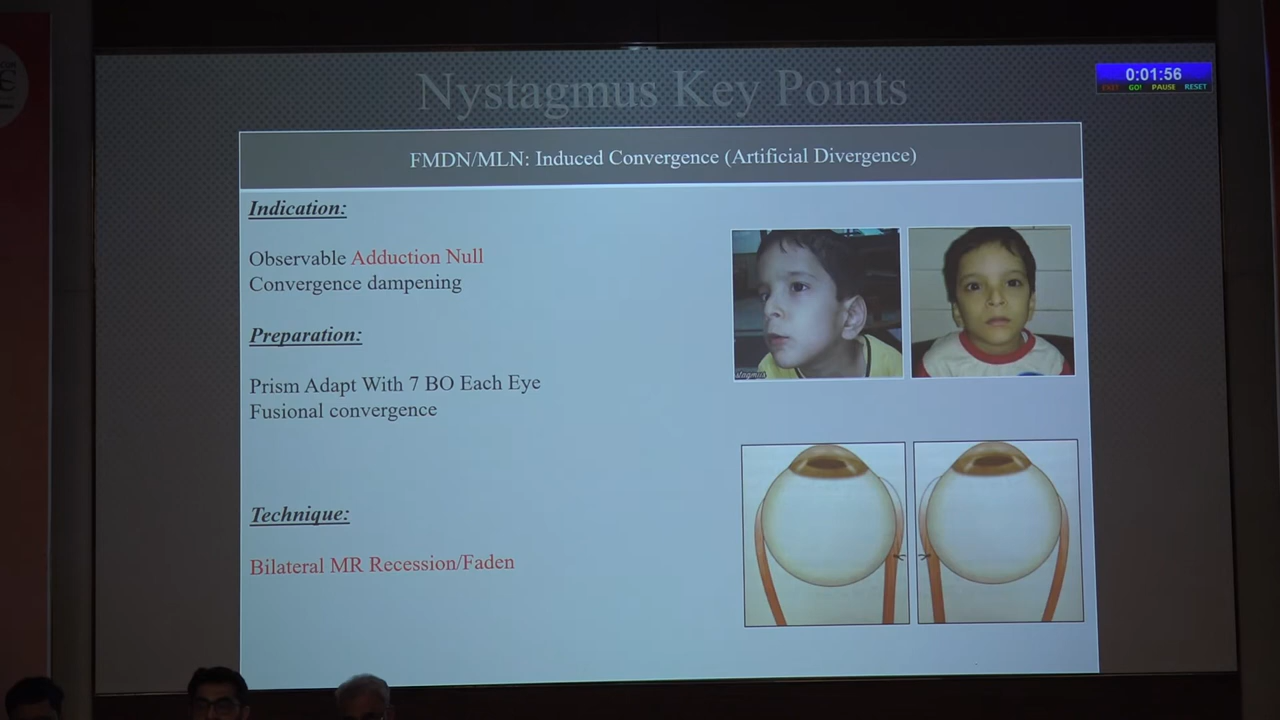 Nystagmus Key Points
0:01:56
EXIT GO! PAUSE RESET
FMDN/MLN: Induced Convergence (Artificial Divergence)
Indication:
Observable Adduction Null
Convergence dampening
Preparation:
Prism Adapt With 7 BO Each Eye
Fusional convergence
Technique:
Bilateral MR Recession/Faden